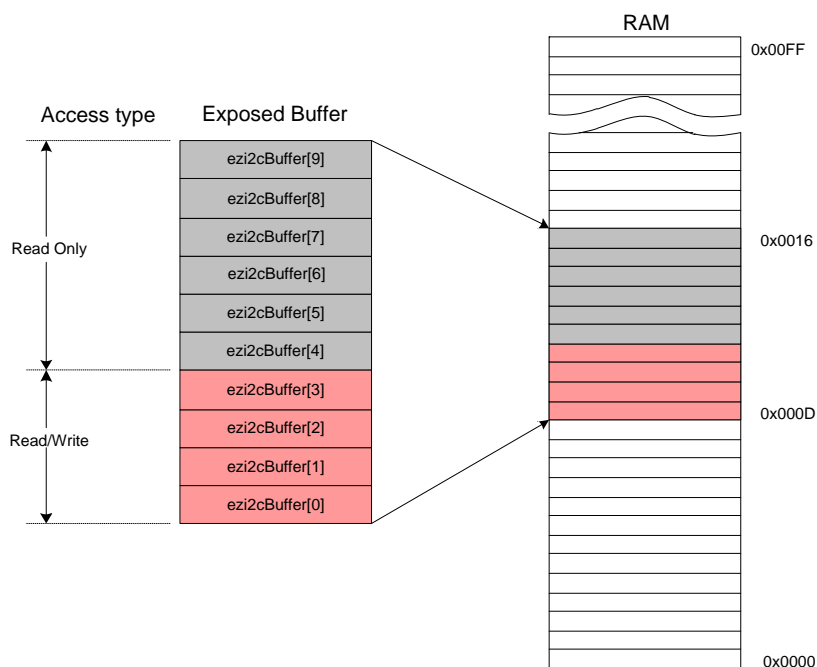 RAM
0x00FF
Access type
Exposed Buffer
ezi2cBuffer[9]
ezi2cBuffer[8]
ezi2cBuffer[7]
ezi2cBuffer[6]
ezi2cBuffer[5]
ezi2cBuffer[4]
ezi2cBuffer[3]
ezi2cBuffer[2]
ezi2cBuffer[1]
ezi2cBuffer[0]
Read Only
Read/Write
0x0016
0x000D
0x0000